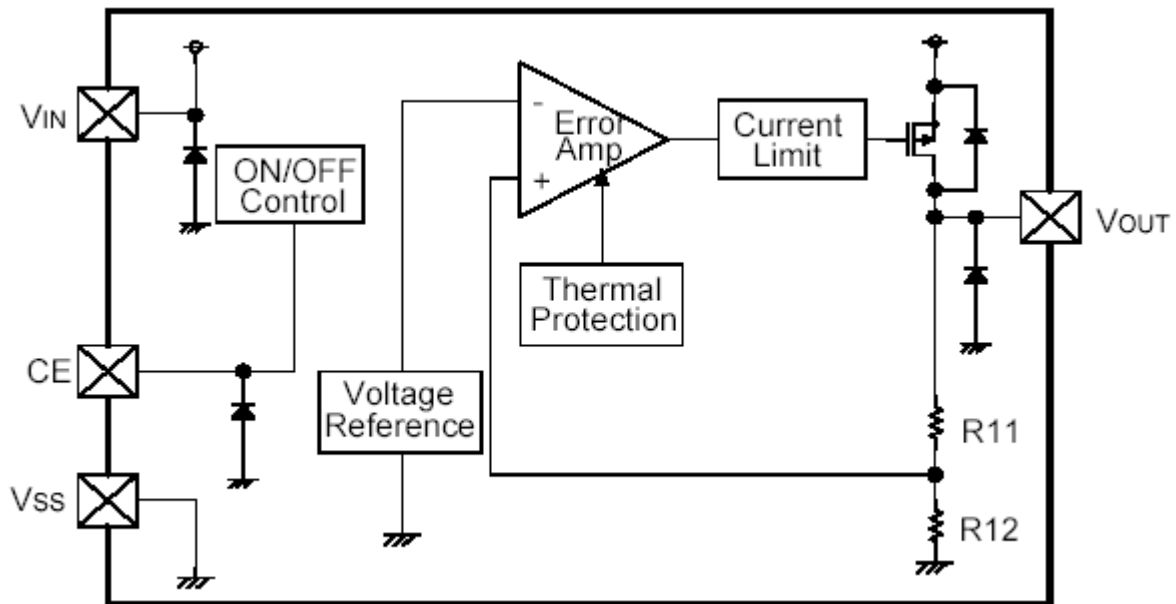 VIN
ON/OFF
Control
-
Error
Amp
+
Current
Limit
VOUT
Thermal
Protection
CE
Voltage
Reference
R11
VSS
R12